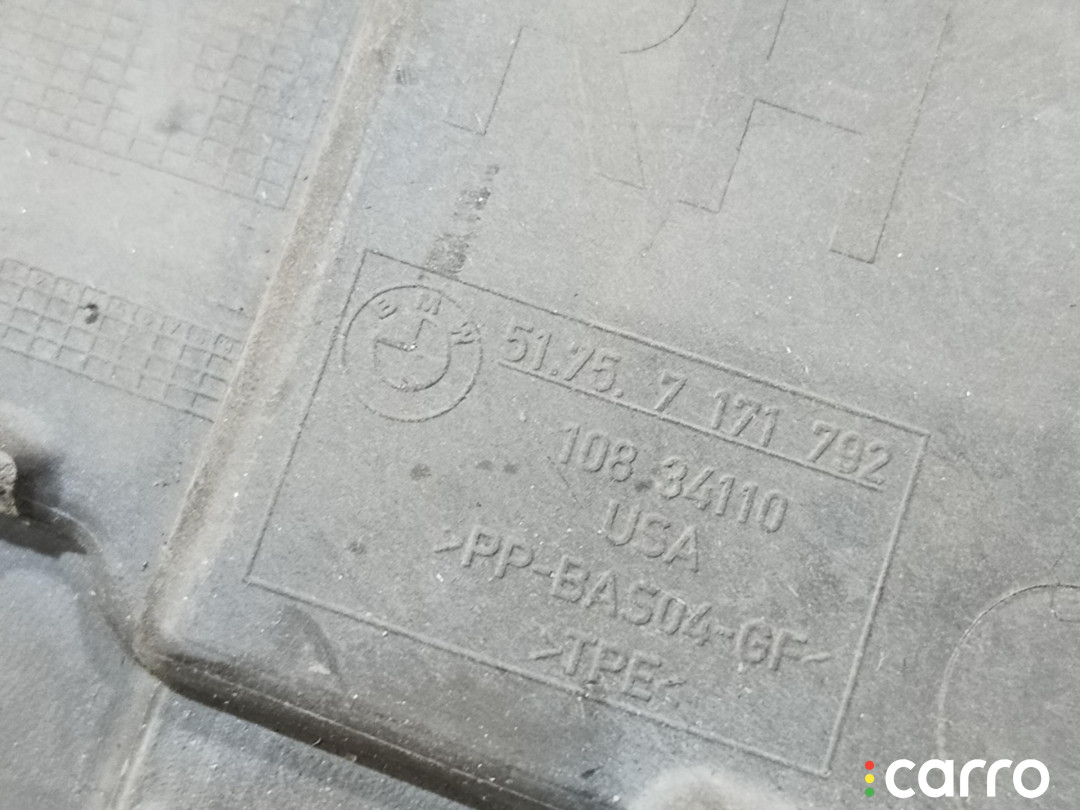 RH
BMW
51.75. 7 171 792
108 34110
USA
>PP-BAS04-GF<
>TPE<
carro